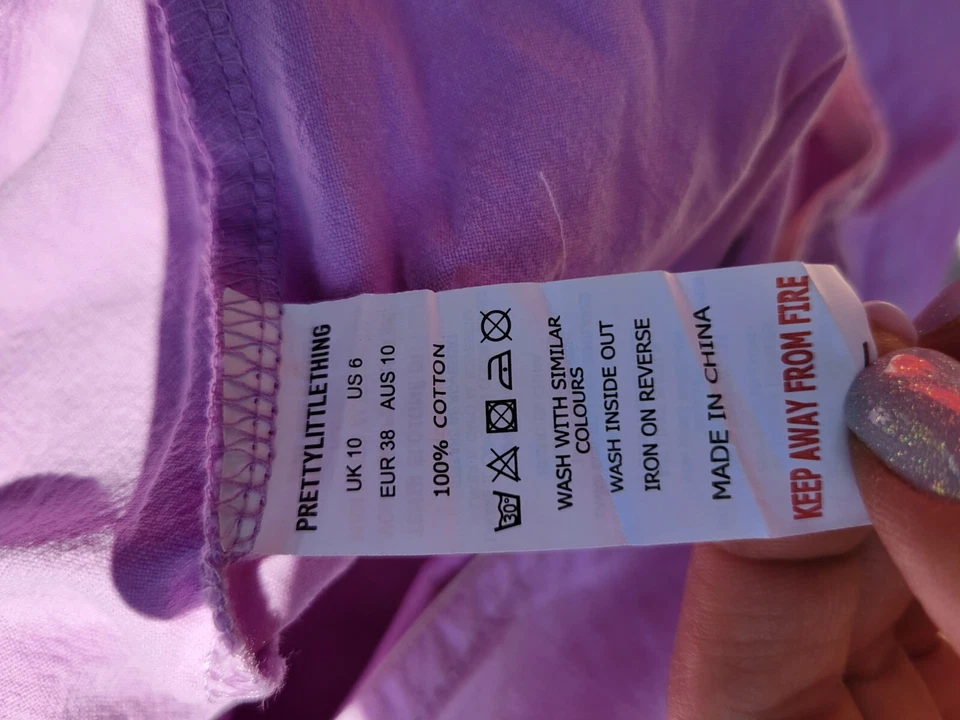 PRETTYLITTLETHING
UK 10 US 6
EUR 38 AUS 10
100% COTTON
30°
WASH WITH SIMILAR
COLOURS
WASH INSIDE OUT
IRON ON REVERSE
MADE IN CHINA
KEEP AWAY FROM FIRE